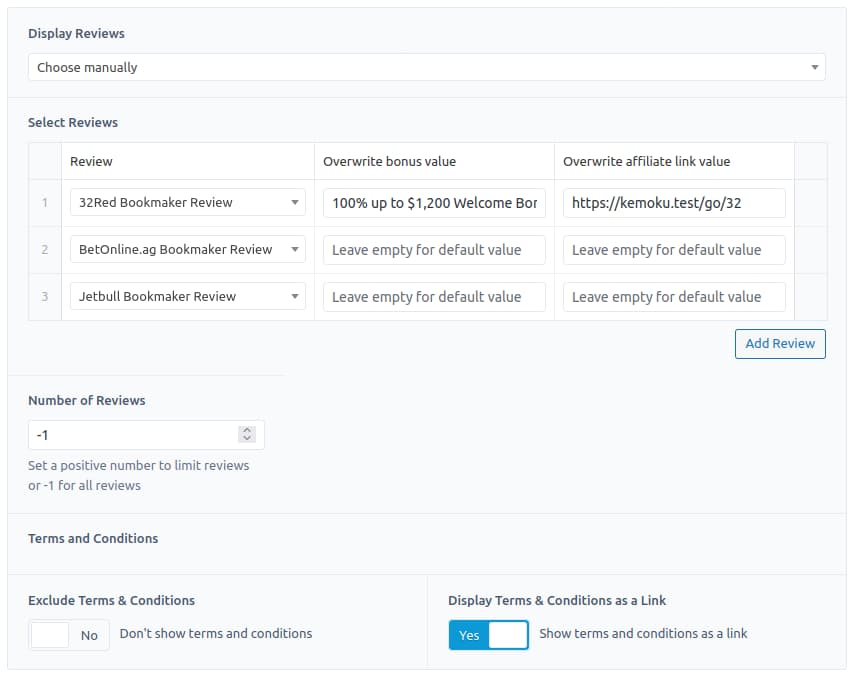 Display Reviews
Choose manually
Select Reviews
Review Overwrite bonus value Overwrite affiliate link value
1 32Red Bookmaker Review 100% up to $1,200 Welcome Bor https://kemoku.test/go/32
2 BetOnline.ag Bookmaker Review Leave empty for default value Leave empty for default value
3 Jetbull Bookmaker Review Leave empty for default value Leave empty for default value
Add Review
Number of Reviews
-1
Set a positive number to limit reviews
or -1 for all reviews
Terms and Conditions
Exclude Terms & Conditions Display Terms & Conditions as a Link
No Don't show terms and conditions Yes Show terms and conditions as a link